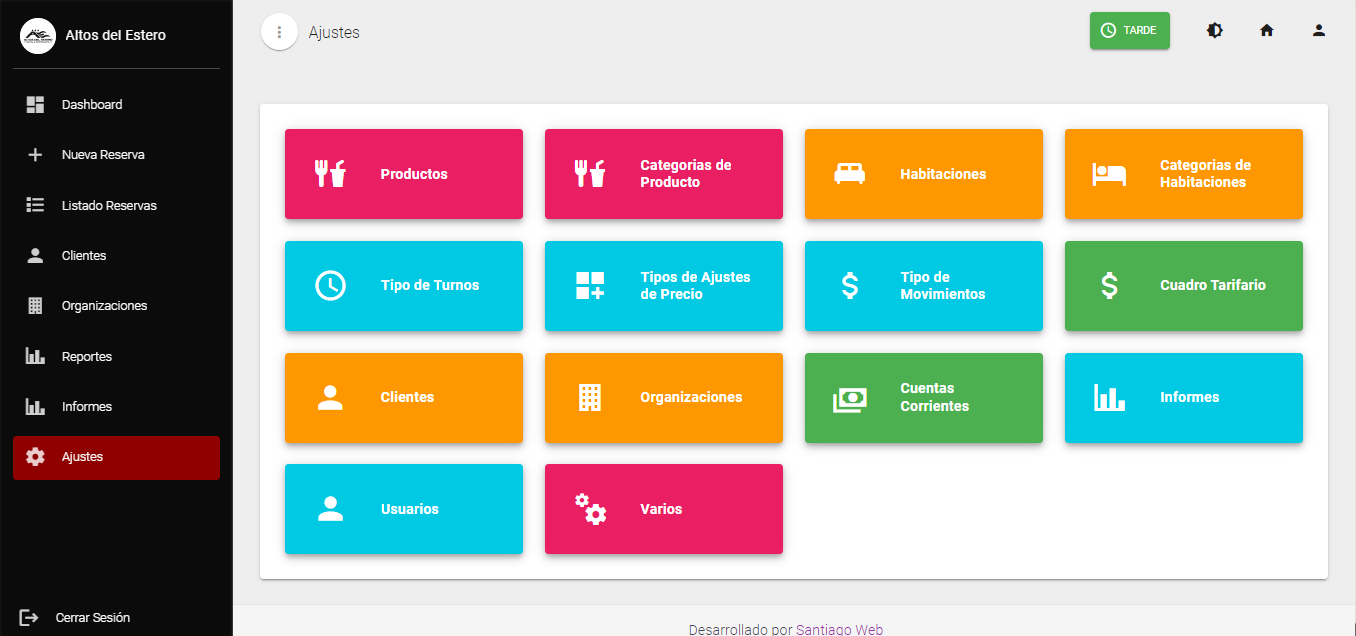 Altos del Estero
Dashboard
Nueva Reserva
Listado Reservas
Clientes
Organizaciones
Reportes
Informes
Ajustes
Cerrar Sesión
Ajustes
TARDE
Productos
Categorias de
Producto
Habitaciones
Categorias de
Habitaciones
Tipo de Turnos
Tipos de Ajustes
de Precio
Tipo de
Movimientos
Cuadro Tarifario
Clientes
Organizaciones
Cuentas
Corrientes
Informes
Usuarios
Varios
Desarrollado por Santiago Web